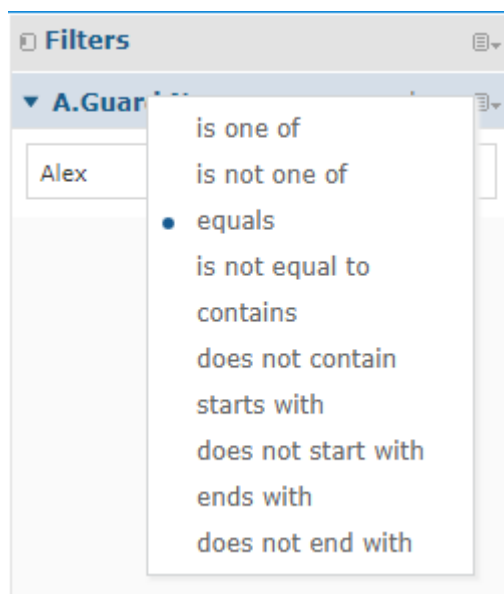 Filters
A.Guard
is one of
is not one of
Alex
equals
is not equal to
contains
does not contain
starts with
does not start with
ends with
does not end with